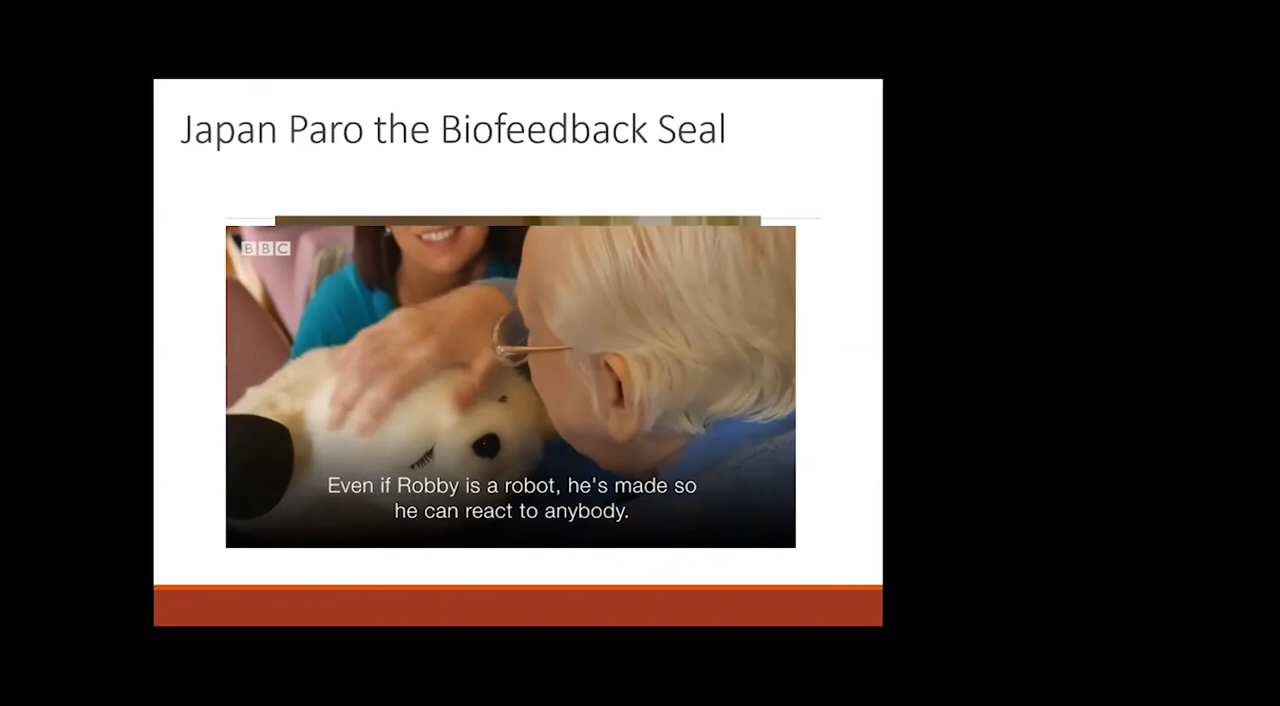 Japan Paro the Biofeedback Seal
BBC
Even if Robby is a robot, he's made so
he can react to anybody.